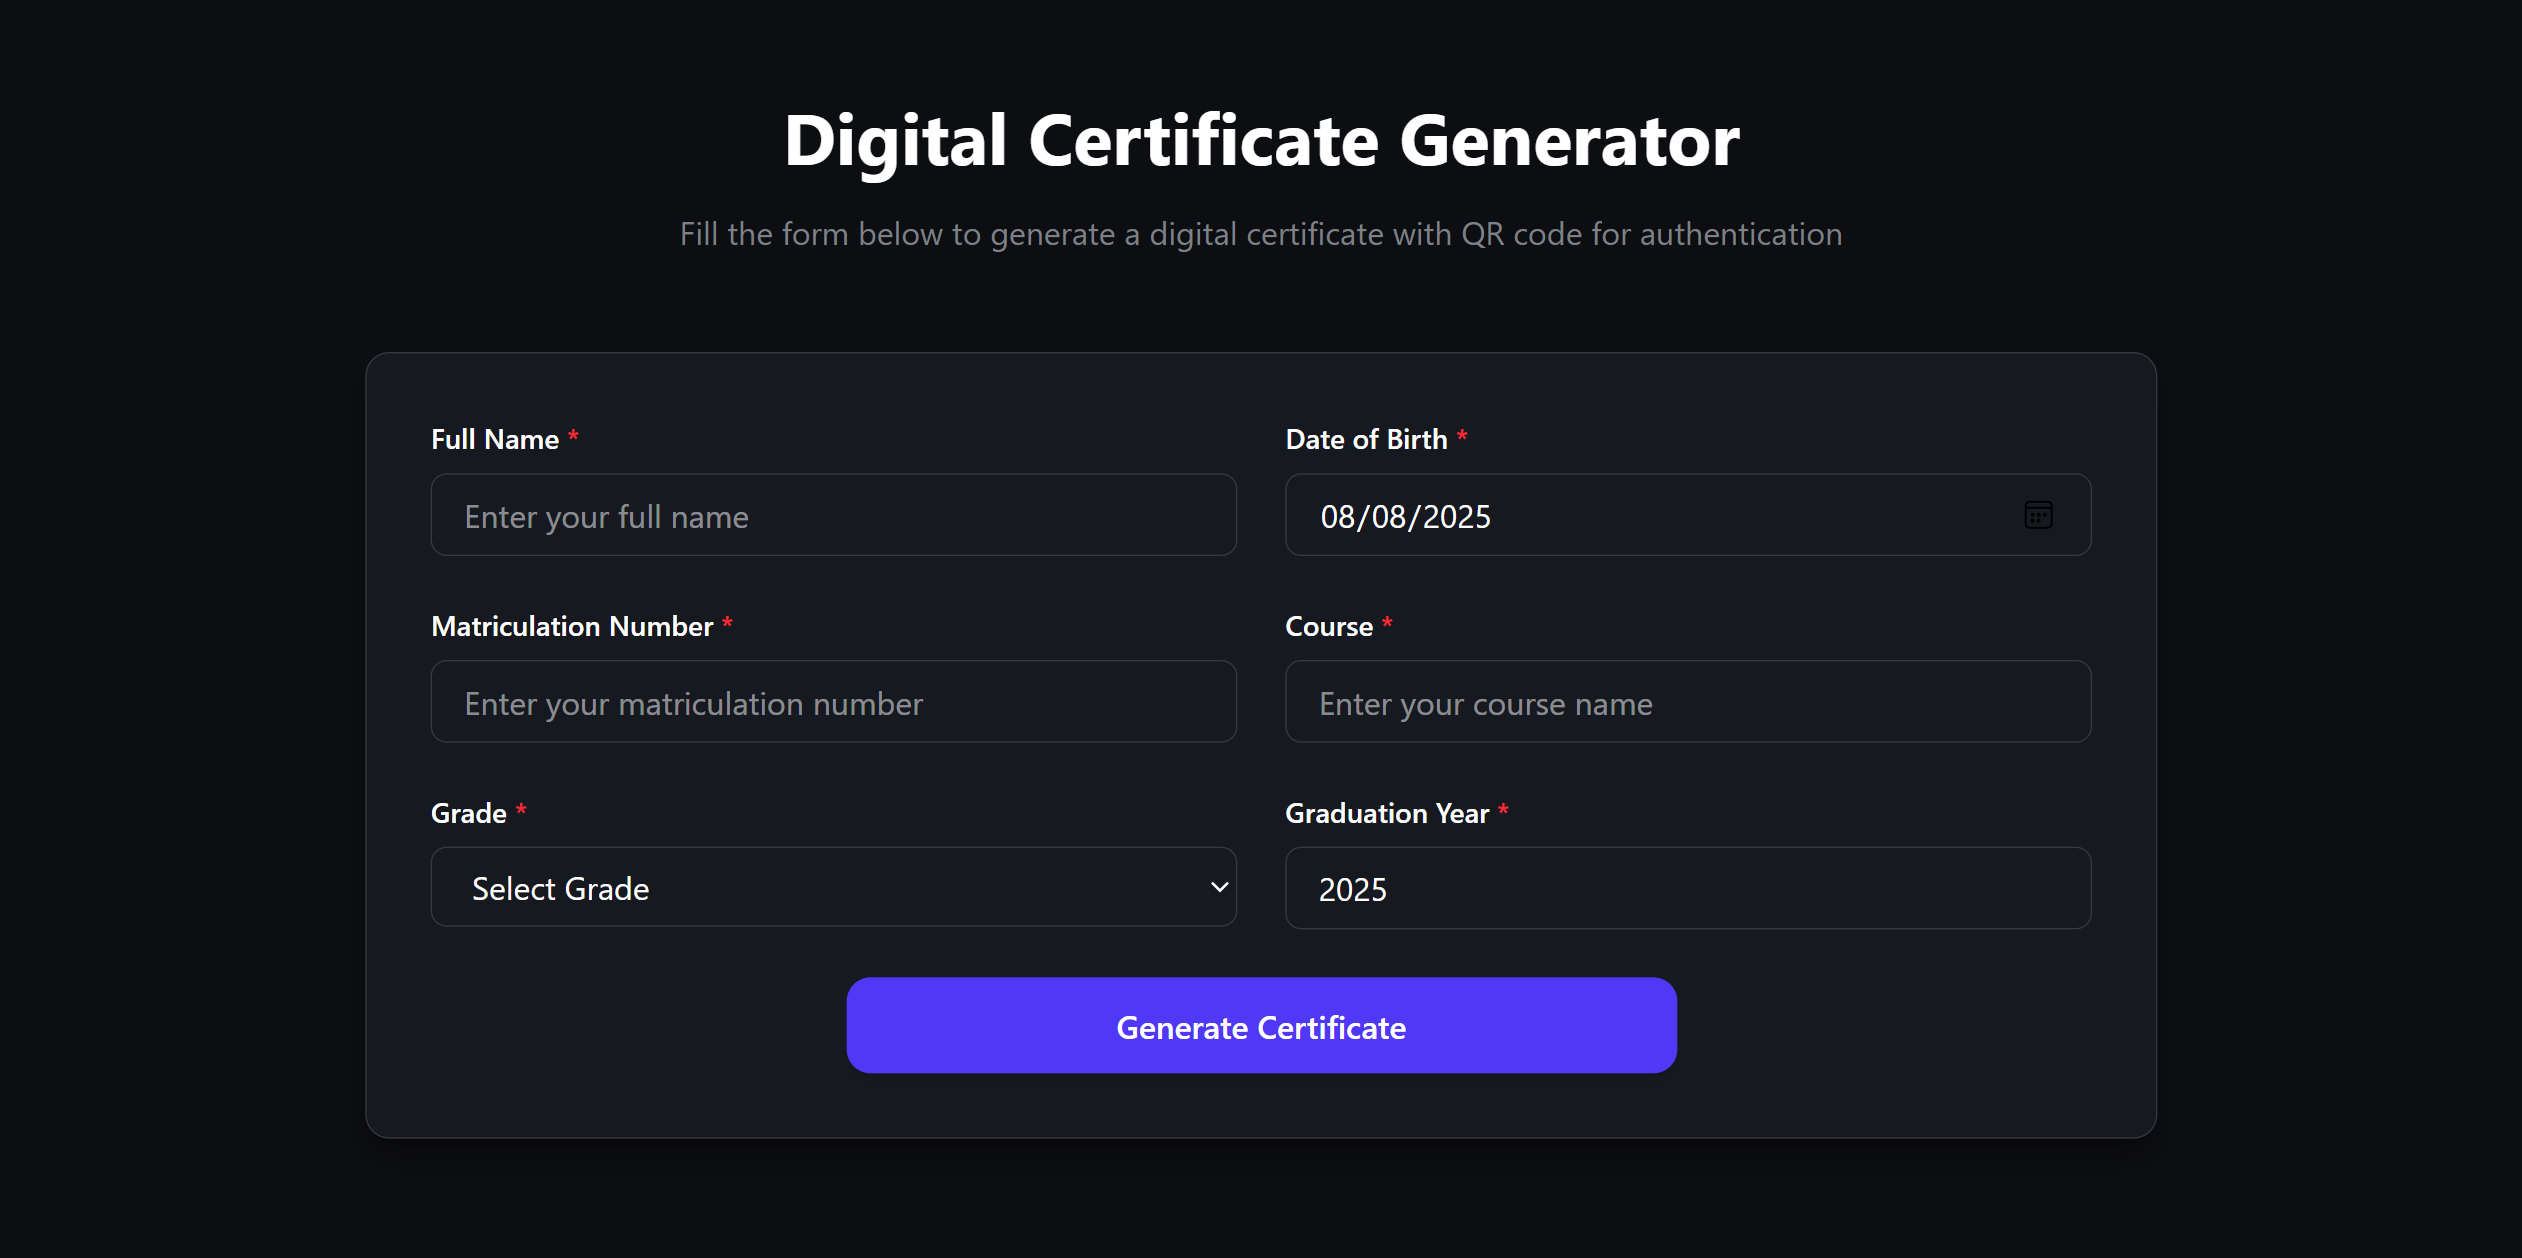 Digital Certificate Generator
Fill the form below to generate a digital certificate with QR code for authentication
Full Name *
Enter your full name
Date of Birth *
08/08/2025
Matriculation Number *
Enter your matriculation number
Course *
Enter your course name
Grade *
Select Grade
Graduation Year *
2025
Generate Certificate